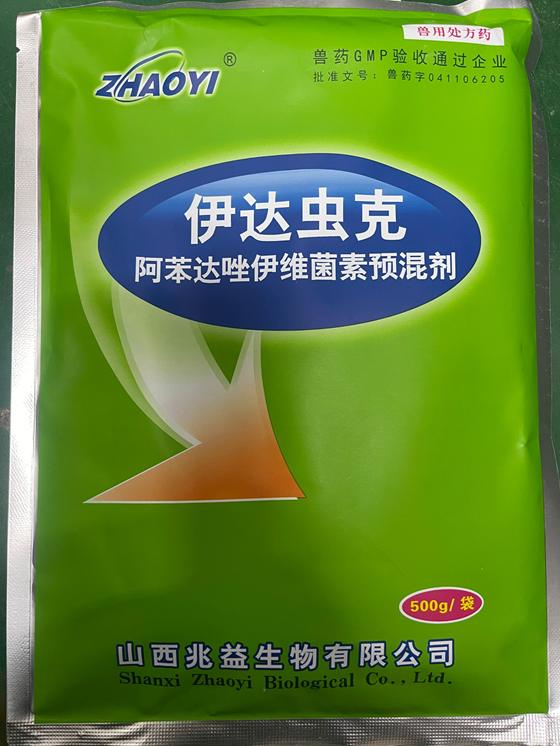 兽用处方药
ZHAOYI®
兽药GMP验收通过企业
批准文号：兽药字041106205
伊达虫克
阿苯达唑伊维菌素预混剂
500g/袋
山西兆益生物有限公司
Shanxi Zhaoyi Biological Co., Ltd.